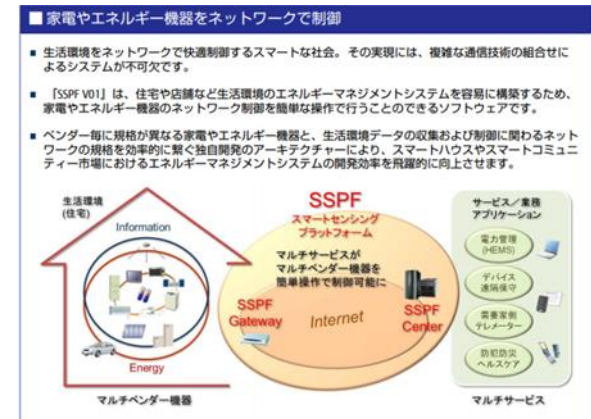 ■ 家電やエネルギー機器をネットワークで制御
■ 生活環境をネットワークで快適制御するスマートな社会。その実現には、複雑な通信技術の組合せに
よるシステムが不可欠です。
■ 「SSPF V01」は、住宅や店舗など生活環境のエネルギーマネジメントシステムを容易に構築するため、
家電やエネルギー機器のネットワーク制御を簡単な操作で行うことのできるソフトウェアです。
■ ベンダー毎に規格が異なる家電やエネルギー機器と、生活環境データの収集および制御に関わるネット
ワークの規格を効率的に繋ぐ独自開発のアーキテクチャーにより、スマートハウスやスマートコミュニ
ティー市場におけるエネルギーマネジメントシステムの開発効率を飛躍的に向上させます。
生活環境
(住宅)
Information
Energy
マルチベンダー機器
SSPF
スマートセンシング
プラットフォーム
マルチサービスが
マルチベンダー機器を
簡単操作で制御可能に
SSPF
Gateway
Internet
SSPF
Center
サービス/業務
アプリケーション
電力管理
(HEMS)
デバイス
遠隔保守
需要家側
テレメーター
防犯防災
ヘルスケア
マルチサービス